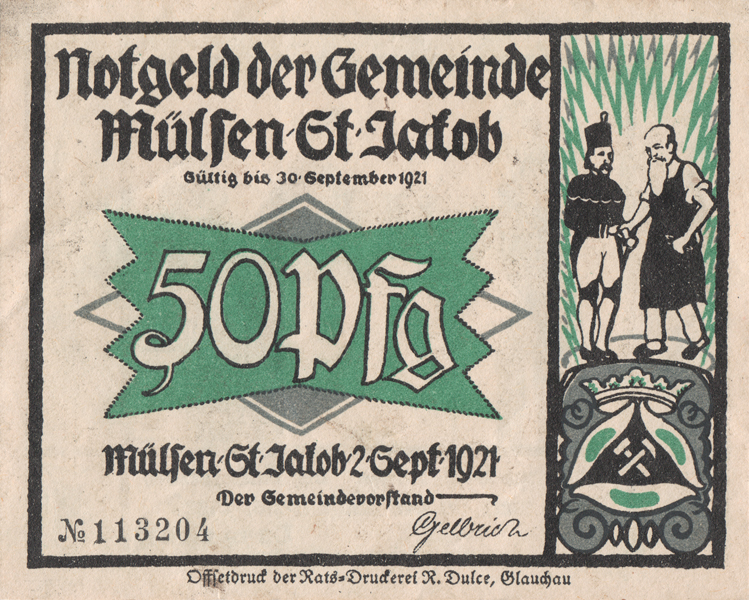 Notgeld der Gemeinde
Mülsen·St·Jakob
Gültig bis 30·September 1921
50 Pfg
Mülsen·St·Jakob·2·Sept·1921
Der Gemeindevorstand
№ 113204
Gelbrich
Offsetdruck der Rats=Druckerei R. Dulce, Glauchau